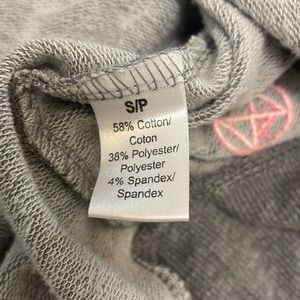 S/P
58% Cotton/
Coton
38% Polyester/
Polyester
4% Spandex/
Spandex